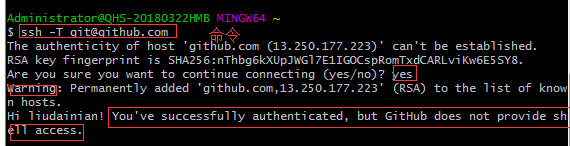 Administrator@QHS-20180322HMB MINGW64 ~
$ ssh -T git@github.com 命令
The authenticity of host 'github.com (13.250.177.223)' can't be established.
RSA key fingerprint is SHA256:nThbg6kXUpJWGl7E1IGOCspRomTxdCARLviKw6E5SY8.
Are you sure you want to continue connecting (yes/no)? yes
Warning: Permanently added 'github.com,13.250.177.223' (RSA) to the list of know
n hosts.
Hi liudainian! You've successfully authenticated, but GitHub does not provide sh
ell access.